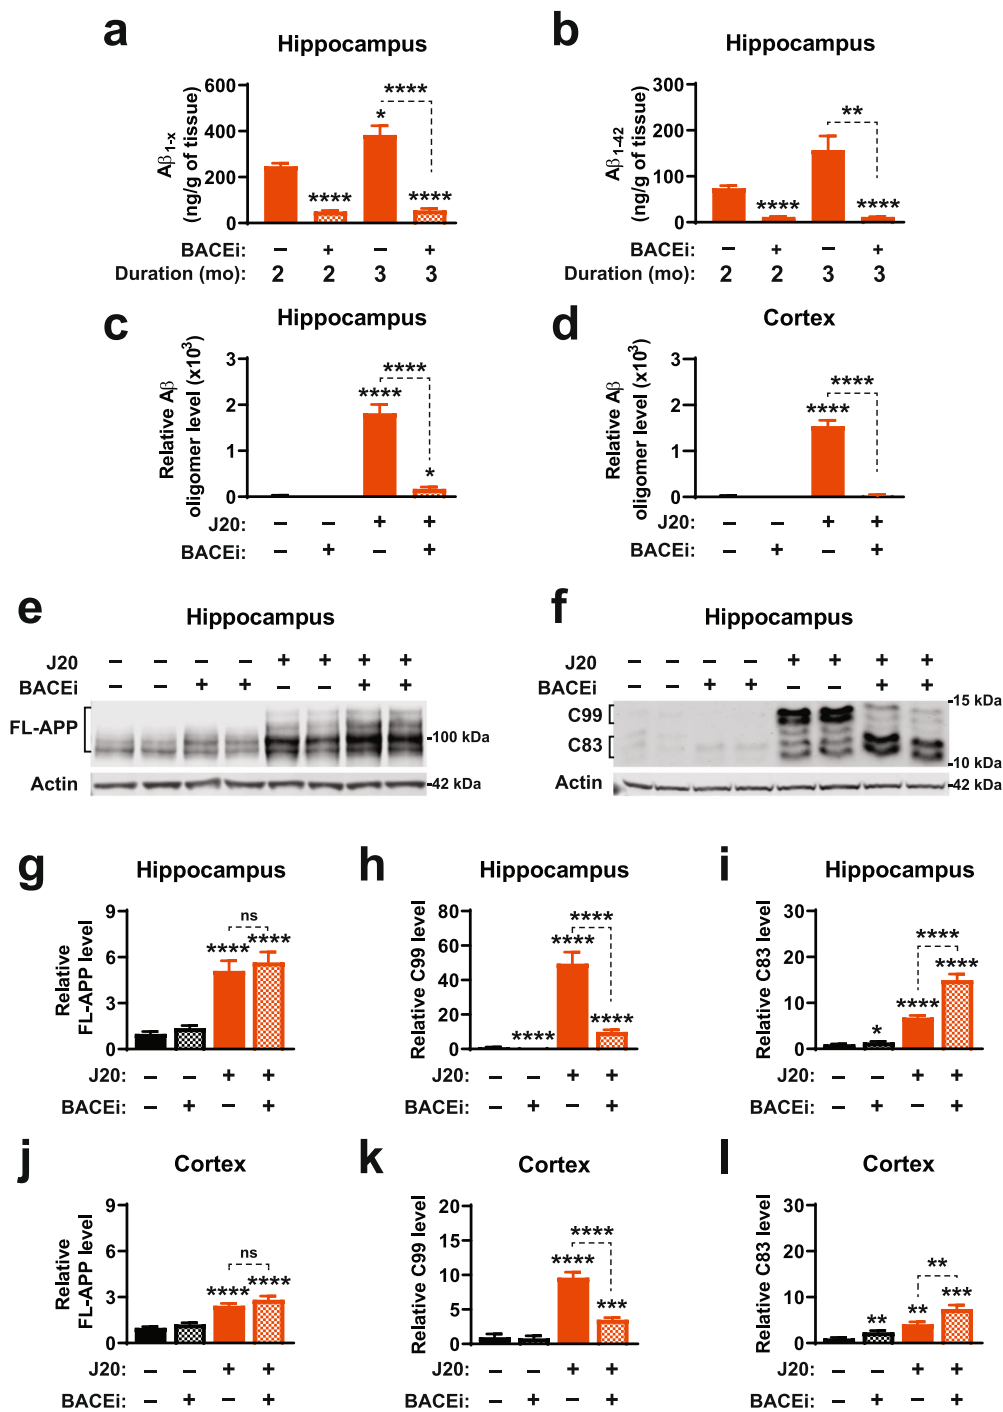 a
Hippocampus
Aβ1-x
(ng/g of tissue)
600
400
200
0
****
*
****
****
BACEi: – + – +
Duration (mo): 2 2 3 3
b
Hippocampus
Aβ1-42
(ng/g of tissue)
300
200
100
0
**
****
****
BACEi: – + – +
Duration (mo): 2 2 3 3
c
Hippocampus
Relative Aβ
oligomer level (x10³)
3
2
1
0
****
****
*
J20: – – + +
BACEi: – + – +
d
Cortex
Relative Aβ
oligomer level (x10³)
3
2
1
0
****
****
J20: – – + +
BACEi: – + – +
e
Hippocampus
J20 – – – – + + + +
BACEi – – + + – – + +
FL-APP
-100 kDa
Actin
-42 kDa
f
Hippocampus
J20 – – – – + + + +
BACEi – – + + – – + +
C99
C83
-15 kDa
-10 kDa
Actin
-42 kDa
g
Hippocampus
Relative
FL-APP level
9
6
3
0
ns
**** ****
J20: – – + +
BACEi: – + – +
h
Hippocampus
Relative C99 level
80
60
40
20
0
****
****
****
****
J20: – – + +
BACEi: – + – +
i
Hippocampus
Relative C83 level
30
20
10
0
****
****
****
*
J20: – – + +
BACEi: – + – +
j
Cortex
Relative
FL-APP level
9
6
3
0
ns
**** ****
J20: – – + +
BACEi: – + – +
k
Cortex
Relative C99 level
20
15
10
5
0
****
****
***
J20: – – + +
BACEi: – + – +
l
Cortex
Relative C83 level
30
20
10
0
**
** ** ***
J20: – – + +
BACEi: – + – +